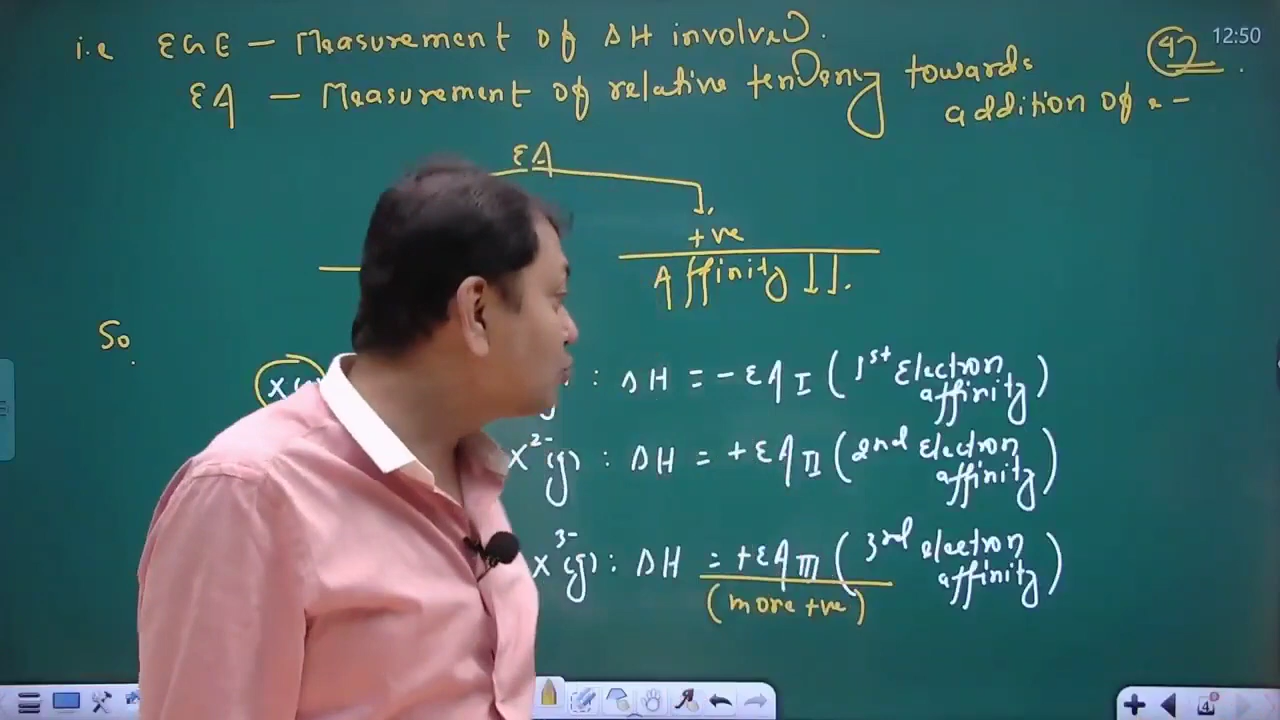 i.e EGE – Measurement of ΔH involved.
EA – Measurement of relative tendency towards
addition of e –
42
12:50
EA
+ve
Affinity ↓↓.
So
X(g)
: ΔH = – EA I (1st Electron affinity)
X2-(g) : ΔH = + EA II (2nd Electron affinity)
X3-(g) : ΔH = + EA III (3rd electron affinity)
(more +ve)
4